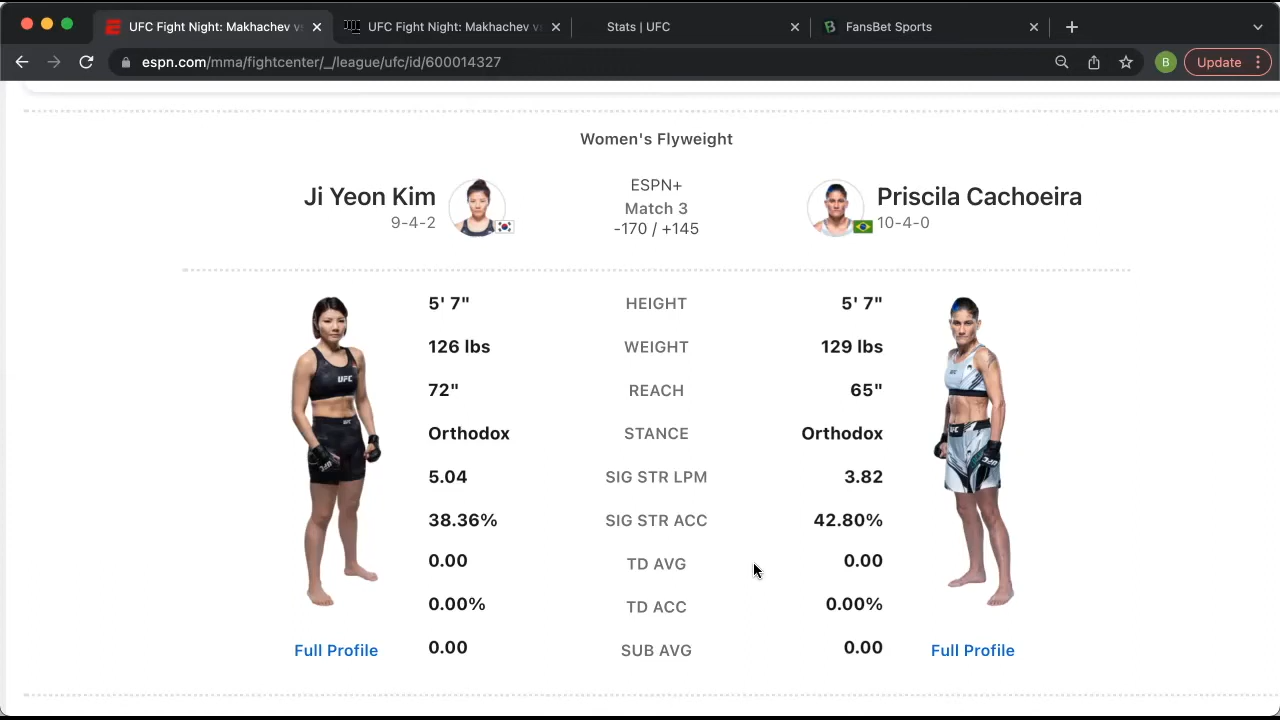 UFC Fight Night: Makhachev vs
UFC Fight Night: Makhachev v
Stats | UFC
FansBet Sports
espn.com/mma/fightcenter/_/league/ufc/id/600014327
B
Update
Women's Flyweight
Ji Yeon Kim
9-4-2
ESPN+
Match 3
-170 / +145
Priscila Cachoeira
10-4-0
5' 7" HEIGHT 5' 7"
126 lbs WEIGHT 129 lbs
72" REACH 65"
Orthodox STANCE Orthodox
5.04 SIG STR LPM 3.82
38.36% SIG STR ACC 42.80%
0.00 TD AVG 0.00
0.00% TD ACC 0.00%
0.00 SUB AVG 0.00
Full Profile
Full Profile